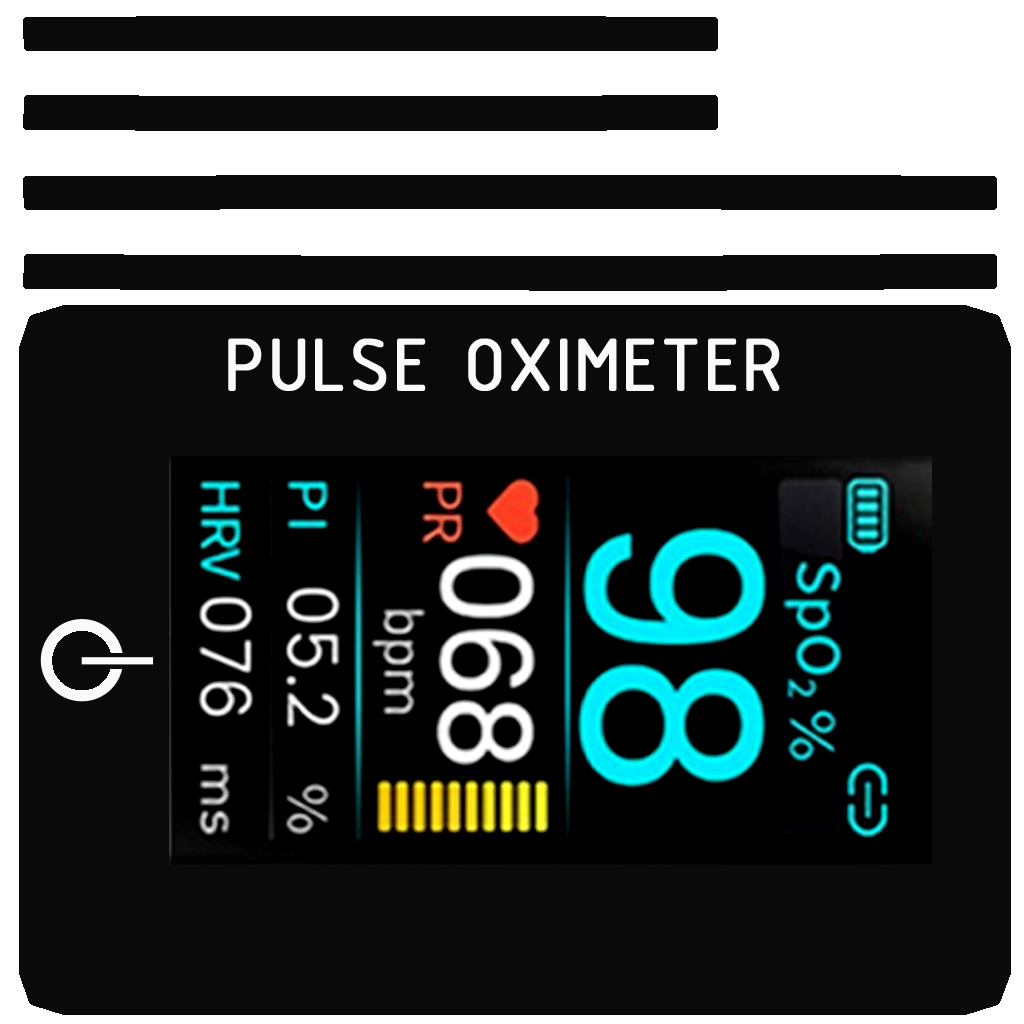 PULSE OXIMETER
SpO₂ %
98
PR 068
bpm
PI 05.2 %
HRV 076 ms